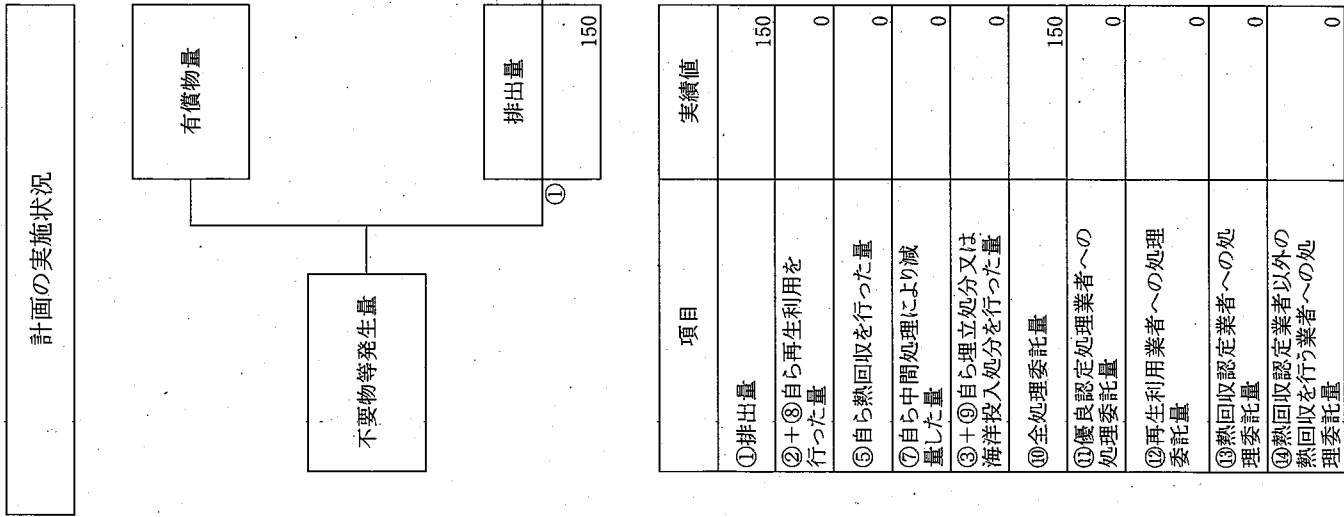 計画の実施状況
有償物量
不要物等発生量
排出量
150
①
項目
実績値
①排出量
150
②+⑧自ら再生利用を
行った量
0
⑤自ら熱回収を行った量
0
⑦自ら中間処理により減
量した量
0
③+⑨自ら埋立処分又は
海洋投入処分を行った量
0
⑩全処理委託量
150
⑪優良認定処理業者への
処理委託量
0
⑫再生利用業者への処理
委託量
0
⑬熱回収認定業者への処
理委託量
0
⑭熱回収認定業者以外の
熱回収を行う業者への処
理委託量
0